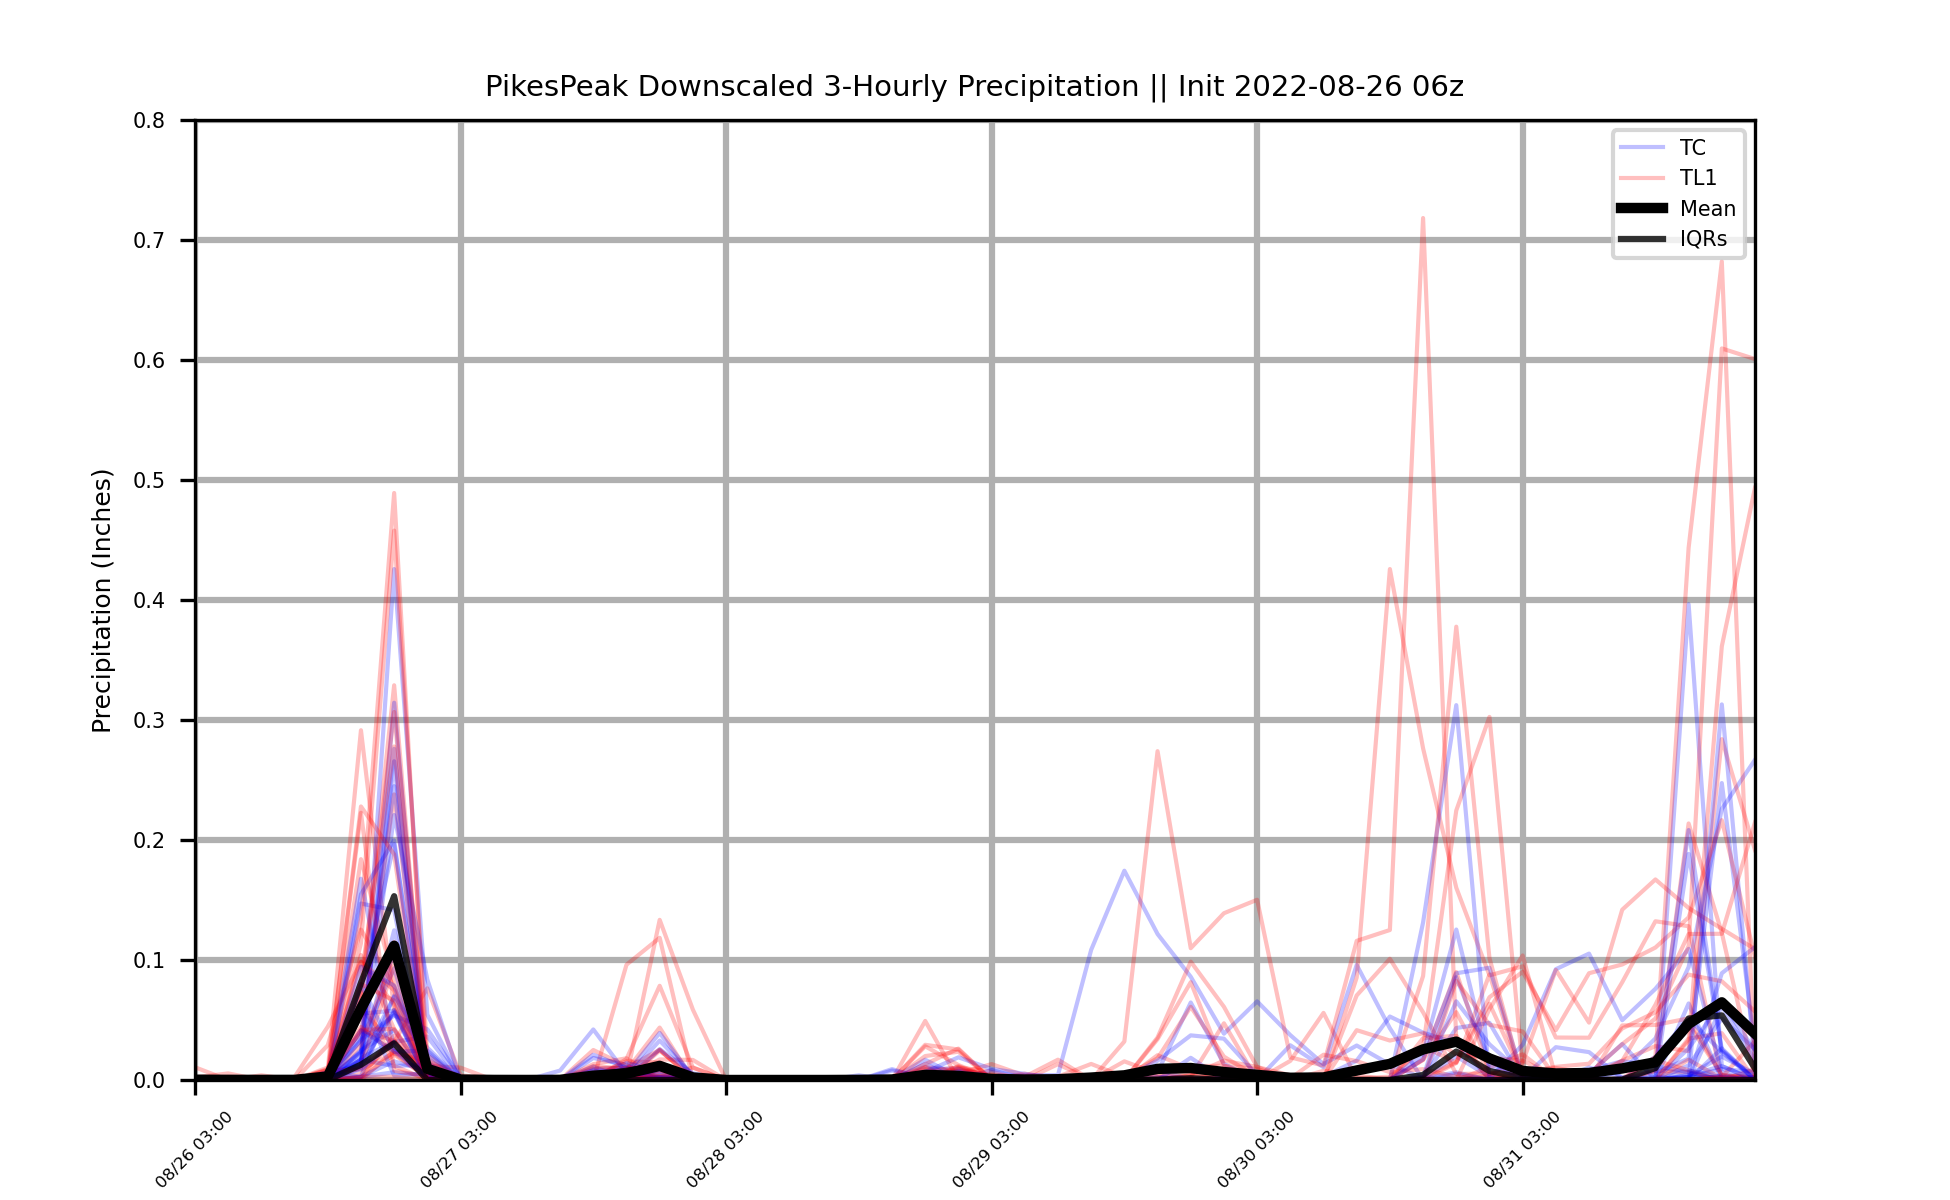 PikesPeak Downscaled 3-Hourly Precipitation || Init 2022-08-26 06z
Precipitation (Inches)
0.8
0.7
0.6
0.5
0.4
0.3
0.2
0.1
0.0
TC
TL1
Mean
IQRs
08/26 03:00
08/27 03:00
08/28 03:00
08/29 03:00
08/30 03:00
08/31 03:00